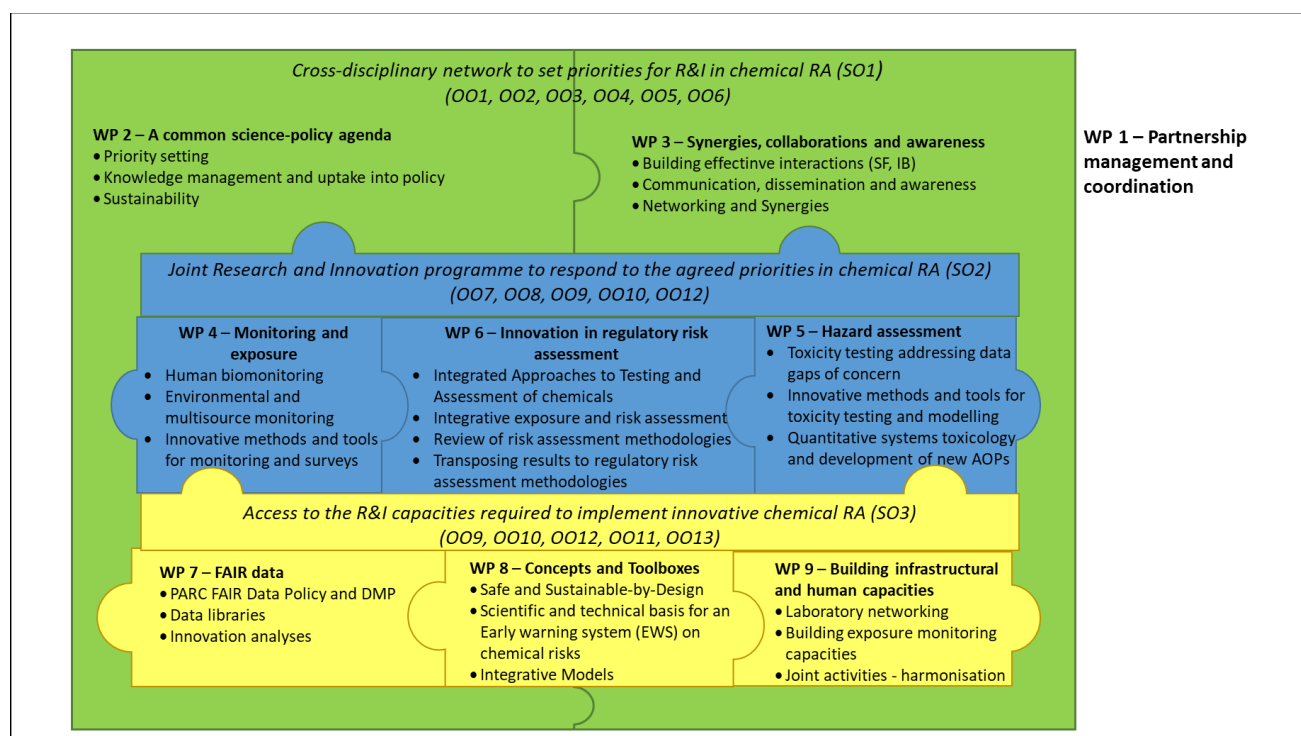 Cross-disciplinary network to set priorities for R&I in chemical RA (SO1)
(OO1, OO2, OO3, OO4, OO5, OO6)
WP 2 – A common science-policy agenda
• Priority setting
• Knowledge management and uptake into policy
• Sustainability
WP 3 – Synergies, collaborations and awareness
• Building effectinve interactions (SF, IB)
• Communication, dissemination and awareness
• Networking and Synergies
WP 1 – Partnership
management and
coordination
Joint Research and Innovation programme to respond to the agreed priorities in chemical RA (SO2)
(OO7, OO8, OO9, OO10, OO12)
WP 4 – Monitoring and
exposure
• Human biomonitoring
• Environmental and
multisource monitoring
• Innovative methods and tools
for monitoring and surveys
WP 6 – Innovation in regulatory risk
assessment
• Integrated Approaches to Testing and
Assessment of chemicals
• Integrative exposure and risk assessment
• Review of risk assessment methodologies
• Transposing results to regulatory risk
assessment methodologies
WP 5 – Hazard assessment
• Toxicity testing addressing data
gaps of concern
• Innovative methods and tools for
toxicity testing and modelling
• Quantitative systems toxicology
and development of new AOPs
Access to the R&I capacities required to implement innovative chemical RA (SO3)
(OO9, OO10, OO12, OO11, OO13)
WP 7 – FAIR data
• PARC FAIR Data Policy and DMP
• Data libraries
• Innovation analyses
WP 8 – Concepts and Toolboxes
• Safe and Sustainable-by-Design
• Scientific and technical basis for an
Early warning system (EWS) on
chemical risks
• Integrative Models
WP 9 – Building infrastructural
and human capacities
• Laboratory networking
• Building exposure monitoring
capacities
• Joint activities - harmonisation